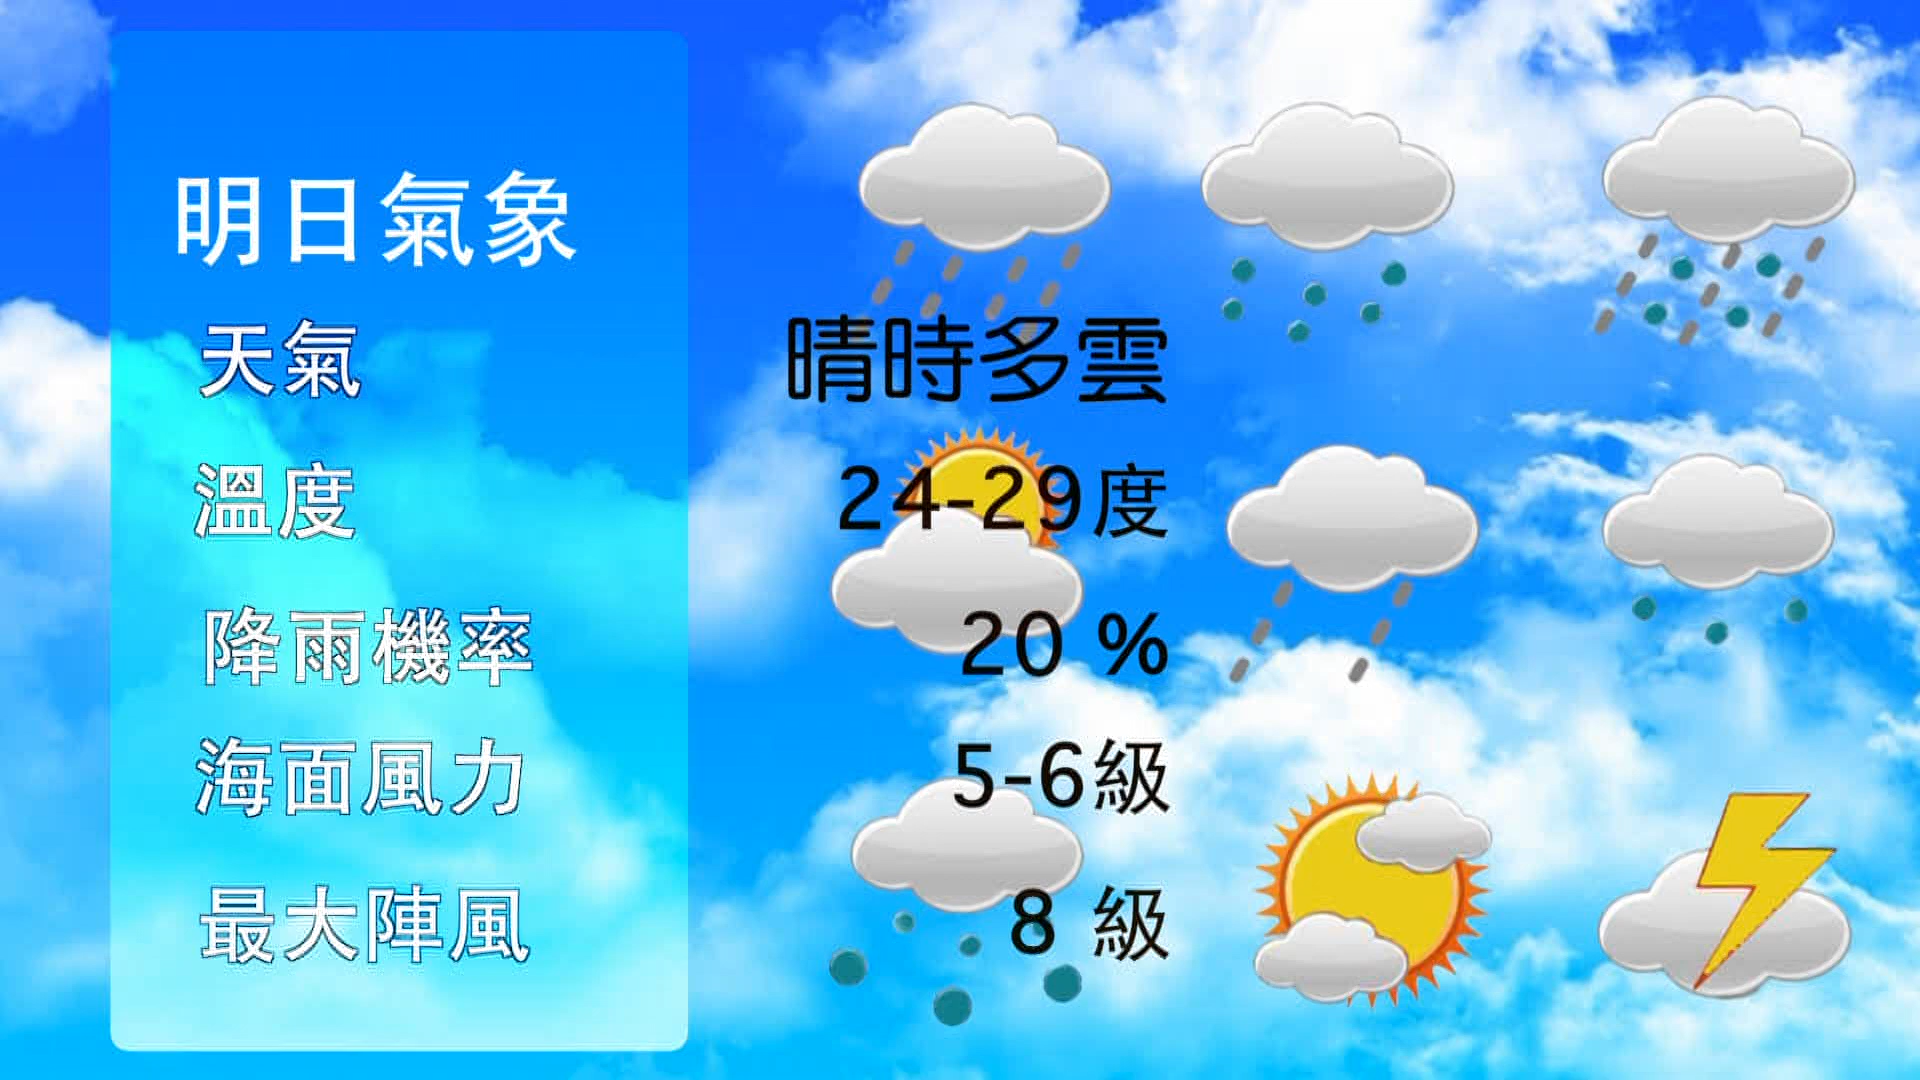 明日氣象
天氣 晴時多雲
溫度 24-29度
降雨機率 20 %
海面風力 5-6級
最大陣風 8 級